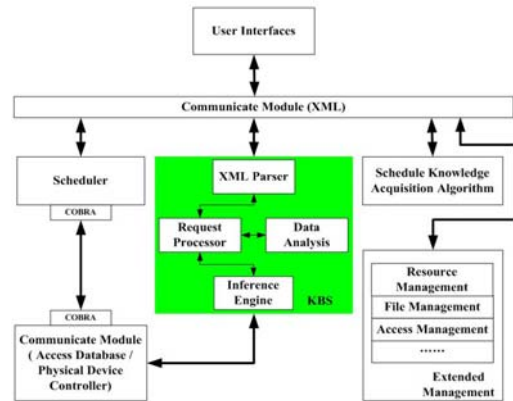 User Interfaces
Communicate Module (XML)
Scheduler
COBRA
XML Parser
Request
Processor
Data
Analysis
Inference
Engine
KBS
Schedule Knowledge
Acquisition Algorithm
COBRA
Communicate Module
( Access Database /
Physical Device
Controller)
Resource
Management
File Management
Access Management
......
Extended
Management